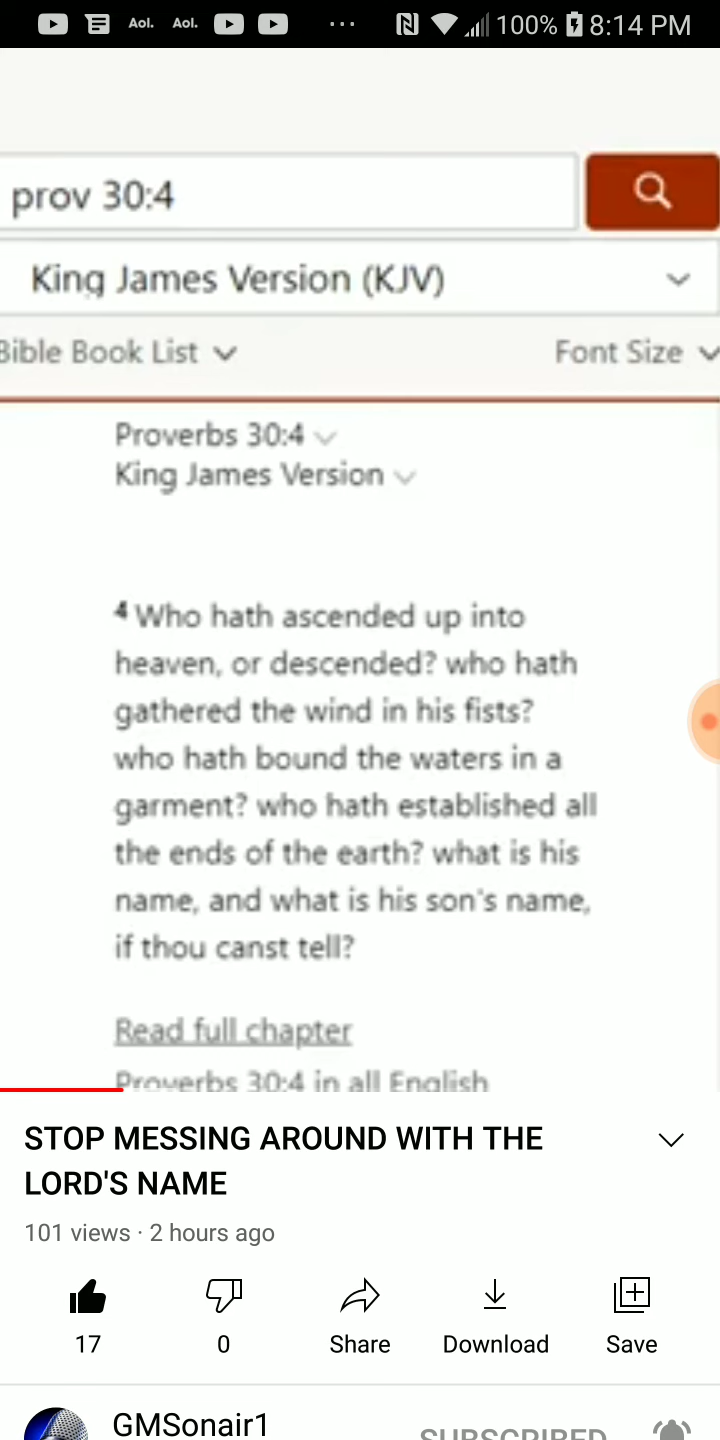 Aol. Aol. ... 100% 8:14 PM
prov 30:4
King James Version (KJV)
Bible Book List Font Size
Proverbs 30:4
King James Version
4 Who hath ascended up into
heaven, or descended? who hath
gathered the wind in his fists?
who hath bound the waters in a
garment? who hath established all
the ends of the earth? what is his
name, and what is his son's name,
if thou canst tell?
Read full chapter
Proverbs 30:4 in all English
STOP MESSING AROUND WITH THE
LORD'S NAME
101 views · 2 hours ago
17 0 Share Download Save
GMSonair1
SUBSCRIBED